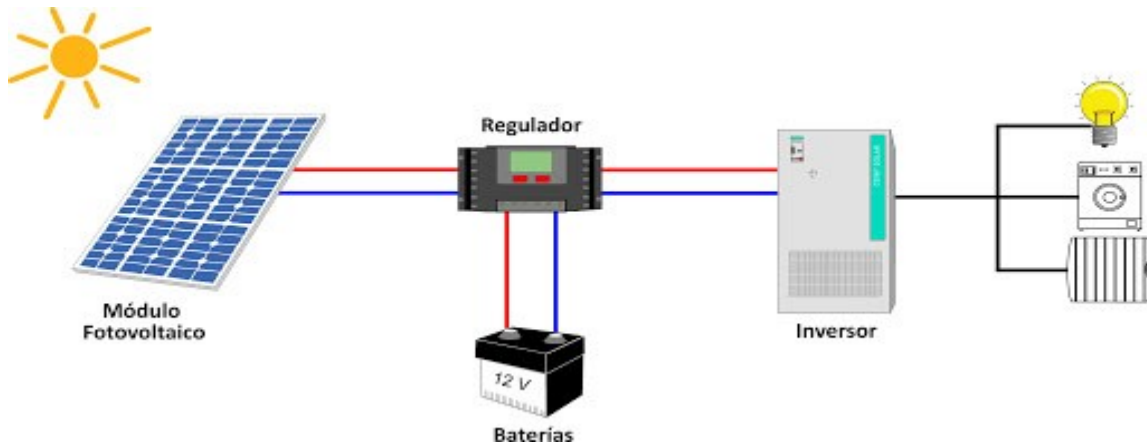 Regulador
Módulo
Fotovoltaico
12 V
Baterías
Inversor